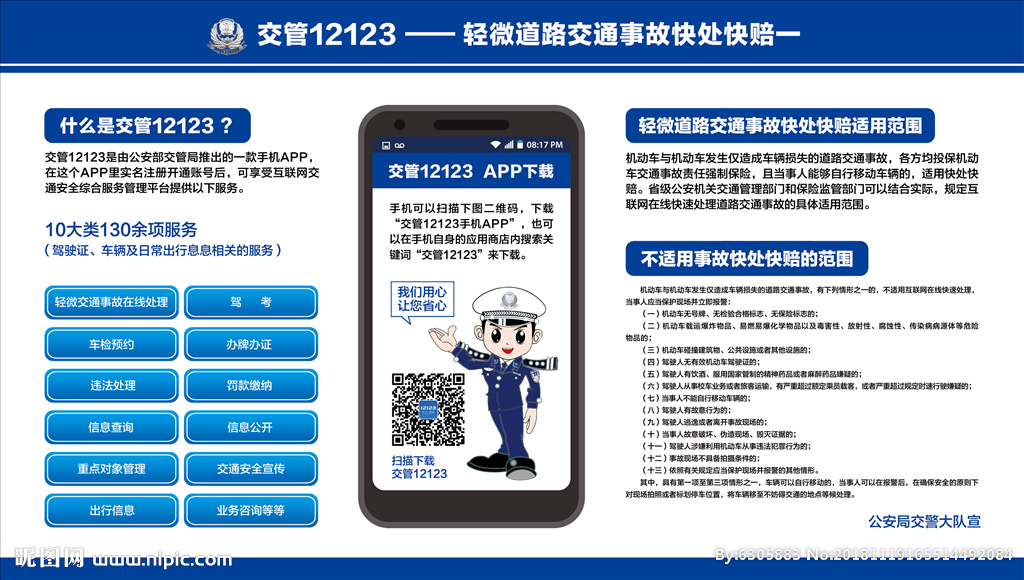 交管12123 —— 轻微道路交通事故快处快赔一
什么是交管12123？
交管12123是由公安部交管局推出的一款手机APP，
在这个APP里实名注册开通账号后，可享受互联网交
通安全综合服务管理平台提供以下服务。
10大类130余项服务
（驾驶证、车辆及日常出行息息相关的服务）
轻微交通事故在线处理
驾 考
车检预约
办牌办证
违法处理
罚款缴纳
信息查询
信息公开
重点对象管理
交通安全宣传
出行信息
业务咨询等等
08:17 PM
交管12123 APP下载
手机可以扫描下图二维码，下载
“交管12123手机APP”，也可
以在手机自身的应用商店内搜索关
键词“交管12123”来下载。
我们用心
让您省心
12123
扫描下载
交管12123
轻微道路交通事故快处快赔适用范围
机动车与机动车发生仅造成车辆损失的道路交通事故，各方均投保机动
车交通事故责任强制保险，且当事人能够自行移动车辆的，适用快处快
赔。省级公安机关交通管理部门和保险监管部门可以结合实际，规定互
联网在线快速处理道路交通事故的具体适用范围。
不适用事故快处快赔的范围
机动车与机动车发生仅造成车辆损失的道路交通事故，有下列情形之一的，不适用互联网在线快速处理，
当事人应当保护现场并立即报警：
（一）机动车无号牌、无检验合格标志、无保险标志的；
（二）机动车载运爆炸物品、易燃易爆化学物品以及毒害性、放射性、腐蚀性、传染病病源体等危险
物品的；
（三）机动车碰撞建筑物、公共设施或者其他设施的；
（四）驾驶人无有效机动车驾驶证的；
（五）驾驶人有饮酒、服用国家管制的精神药品或者麻醉药品嫌疑的；
（六）驾驶人从事校车业务或者旅客运输，有严重超过额定乘员载客，或者严重超过规定时速行驶嫌疑的；
（七）当事人不能自行移动车辆的；
（八）驾驶人有故意行为的；
（九）驾驶人逃逸或者离开事故现场的；
（十）当事人故意破坏、伪造现场、毁灭证据的；
（十一）驾驶人涉嫌利用机动车从事违法犯罪行为的；
（十二）事故现场不具备拍摄条件的；
（十三）依照有关规定应当保护现场并报警的其他情形。
其中，具有第一项至第三项情形之一，车辆可以自行移动的，当事人可以在报警后，在确保安全的原则下
对现场拍照或者标划停车位置，将车辆移至不妨碍交通的地点等候处理。
公安局交警大队宣
昵图网 www.nipic.com
By:6305883 No:20181119165514492084